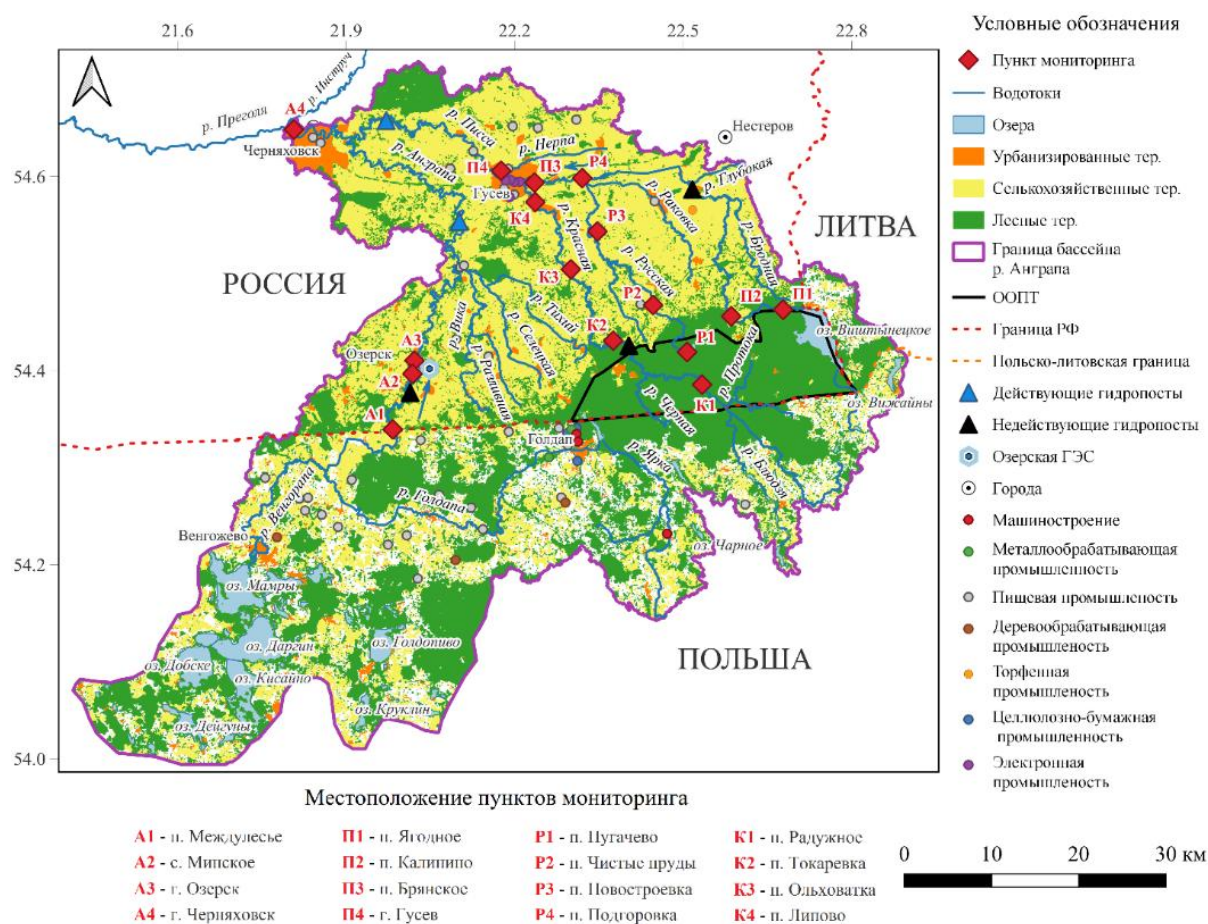 21.6 21.9 22.2 22.5 22.8
Условные обозначения
Пункт мониторинга
Водотоки
Озера
Урбанизированные тер.
Селькохозяйственные тер.
Лесные тер.
Граница бассейна
р. Анграпа
ООПТ
Граница РФ
Польско-литовская граница
Действующие гидропосты
Недействующие гидропосты
Озерская ГЭС
Города
Машиностроение
Металлообрабатывающая
промышленность
Пищевая промышленость
Деревообрабатывающая
промышленость
Торфенная
промышленость
Целлюлозно-бумажная
промышленность
Электронная
промышленость
54.6
54.4
54.2
54.0
р. Преголя
р. Инструч
А4
Черняховск
р. Писса
р. Анграпа
р. Нерпа
Нестеров
П4
П3
Р4
Гусев
К4
р. Глубокая
р. Раковка
р. Бродная
ЛИТВА
Р3
р. Красная
К3
р. Русская
РОССИЯ
Р2
П2
П1
р. Вика
р. Тихая
К2
оз. Виштынецкое
р. Селецкая
Озерск
А3
Р1
А2
р. Разливная
р. Протока
К1
оз. Вижайны
А1
р. Черная
Голдап
р. Ярка
р. Блюдзя
р. Венгорапа
р. Голдапа
Венгожево
оз. Чарное
оз. Мамры
оз. Даргин
оз. Голдопиво
оз. Добске
ПОЛЬША
оз. Кисайно
оз. Круклин
оз. Дейгуны
Местоположение пунктов мониторинга
А1 - п. Междулесье П1 - п. Ягодное Р1 - п. Пугачево К1 - п. Радужное
А2 - с. Минское П2 - п. Калинино Р2 - п. Чистые пруды К2 - п. Токаревка
А3 - г. Озерск П3 - п. Брянское Р3 - п. Новостроевка К3 - п. Ольховатка
А4 - г. Черняховск П4 - г. Гусев Р4 - п. Подгоровка К4 - п. Липово
0 10 20 30 км